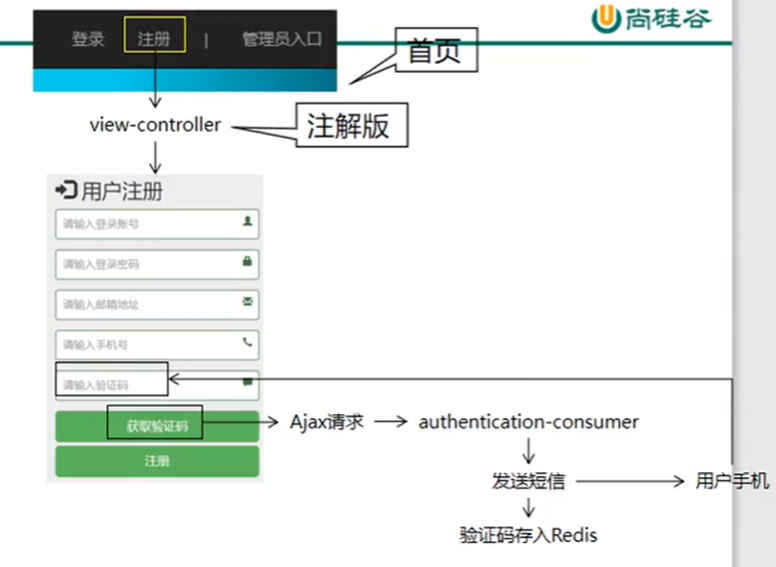 尚硅谷
登录 注册 | 管理员入口
首页
view-controller
注解版
用户注册
请输入登录账号
请输入登录密码
请输入邮箱地址
请输入手机号
请输入验证码
获取验证码
Ajax请求
authentication-consumer
注册
发送短信
用户手机
验证码存入Redis